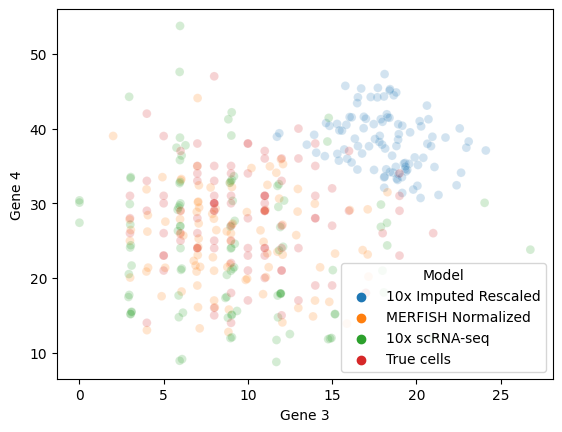 50
40
30
20
10
Gene 4
0
5
10
15
20
25
Gene 3
Model
10x Imputed Rescaled
MERFISH Normalized
10x scRNA-seq
True cells